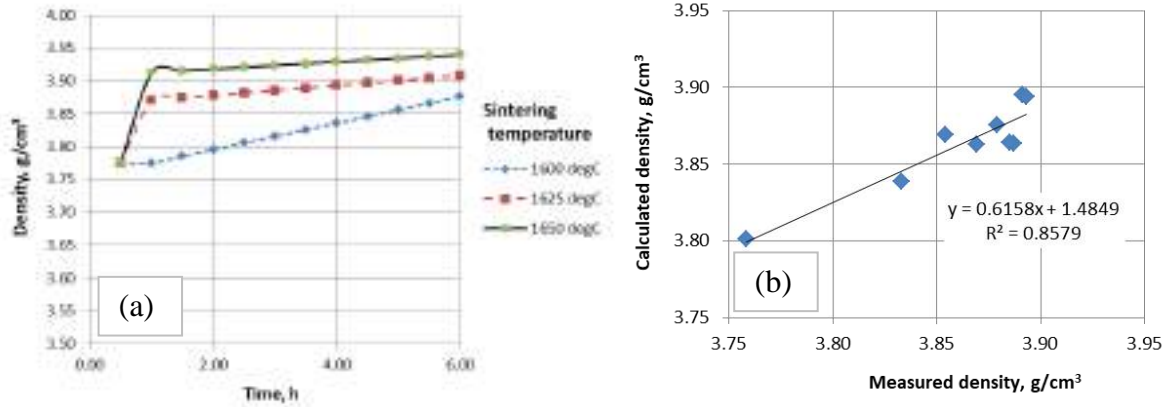 4.00
3.95
3.90
3.85
3.80
3.75
3.70
3.65
3.60
3.55
3.50
Density, g/cm³
0.00 2.00 4.00 6.00
Time, h
(a)
Sintering
temperature
1600 degC
1625 degC
1650 degC
3.95
3.90
3.85
3.80
3.75
Calculated density, g/cm³
3.75 3.80 3.85 3.90 3.95
Measured density, g/cm³
y = 0.6158x + 1.4849
R² = 0.8579
(b)